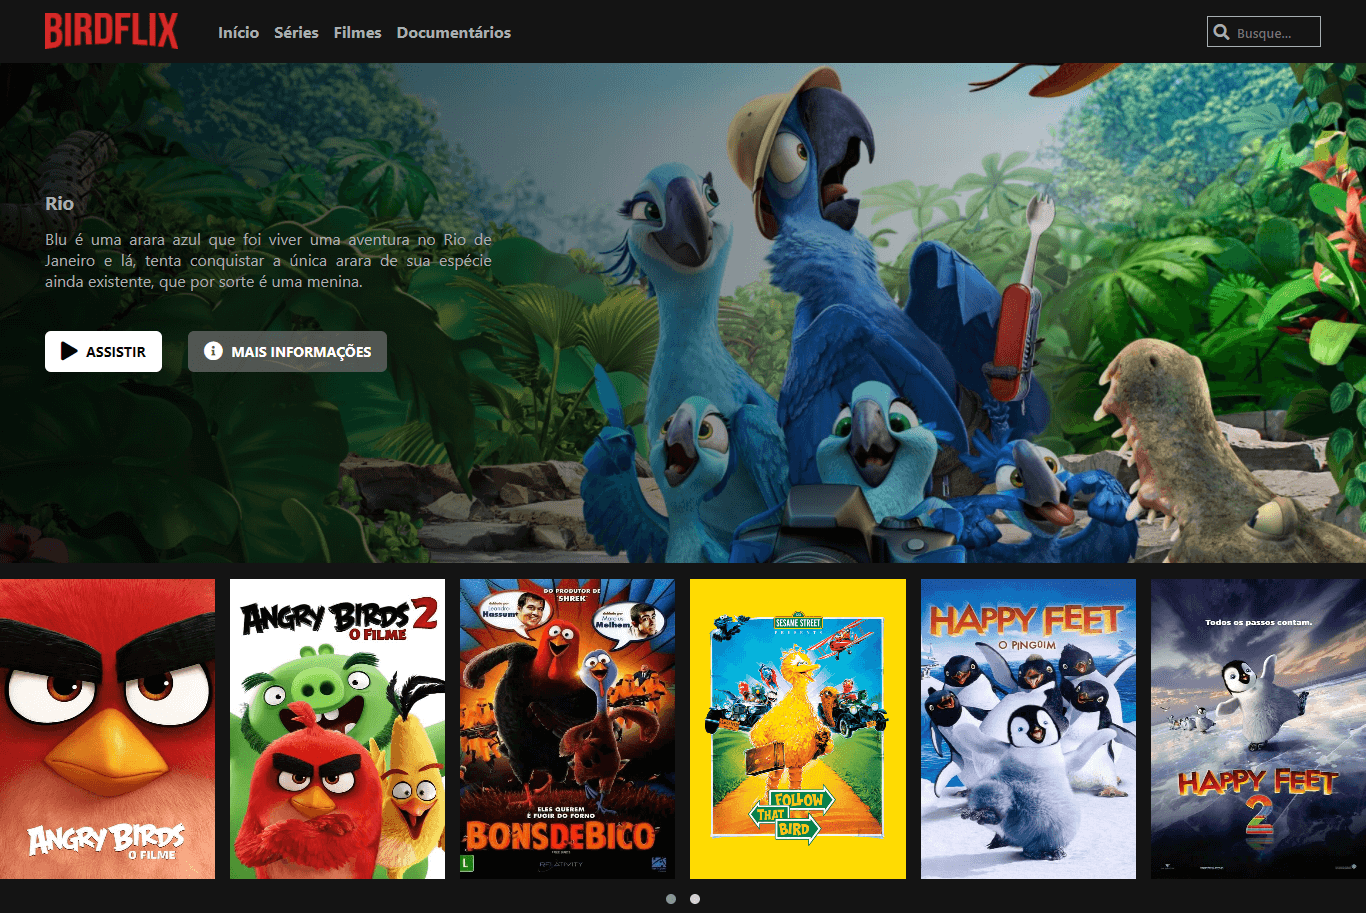 BIRDFLIX
Início Séries Filmes Documentários
Busque...
Rio
Blu é uma arara azul que foi viver uma aventura no Rio de
Janeiro e lá, tenta conquistar a única arara de sua espécie
ainda existente, que por sorte é uma menina.
ASSISTIR
MAIS INFORMAÇÕES
ANGRY BIRDS
O FILME
ANGRY BIRDS 2
O FILME
DO PRODUTOR DE
"SHREK"
Leandro
Hassum
Marcius
Melhem
ELES QUEREM
É FUGIR DO FORNO
BONS DE BICO
RELATIVITY
L
SESAME STREET
PRESENTS
FOLLOW
THAT
BIRD
HAPPY FEET
O PINGUIM
Todos os passos contam.
HAPPY FEET
2